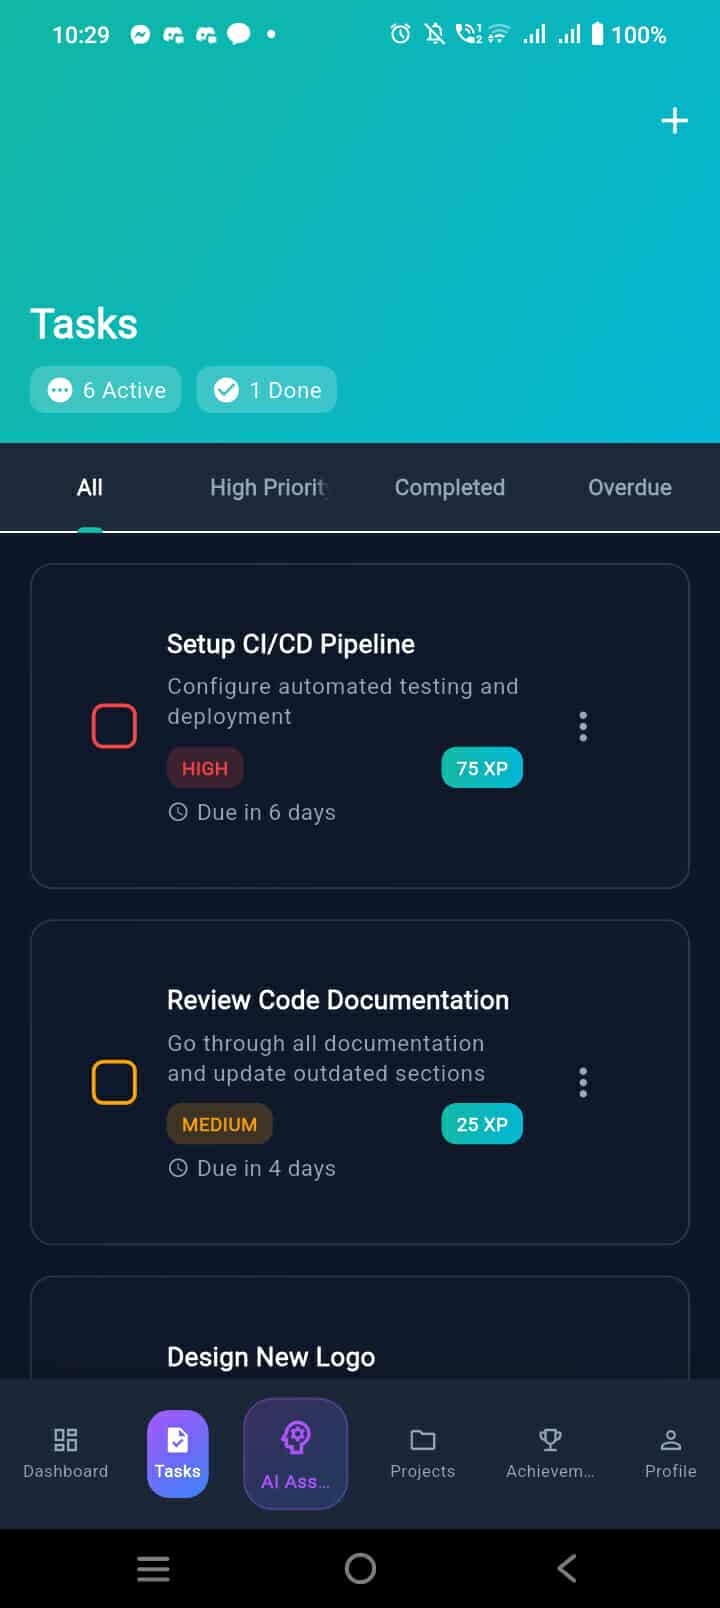 10:29
100%
Tasks
6 Active
1 Done
All
High Priorit
Completed
Overdue
Setup CI/CD Pipeline
Configure automated testing and
deployment
HIGH
75 XP
Due in 6 days
Review Code Documentation
Go through all documentation
and update outdated sections
MEDIUM
25 XP
Due in 4 days
Design New Logo
Dashboard
Tasks
AI Ass...
Projects
Achievem...
Profile